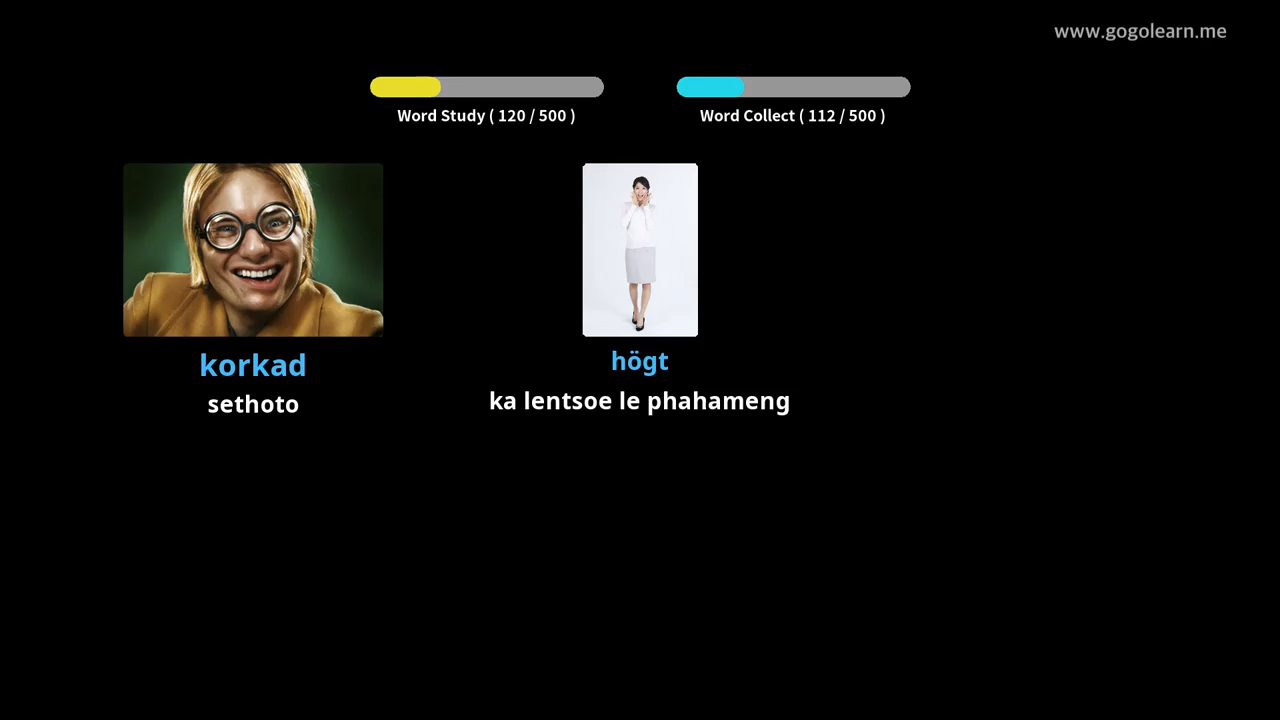 www.gogolearn.me
Word Study ( 120 / 500 )
Word Collect ( 112 / 500 )
korkad
sethoto
högt
ka lentsoe le phahameng